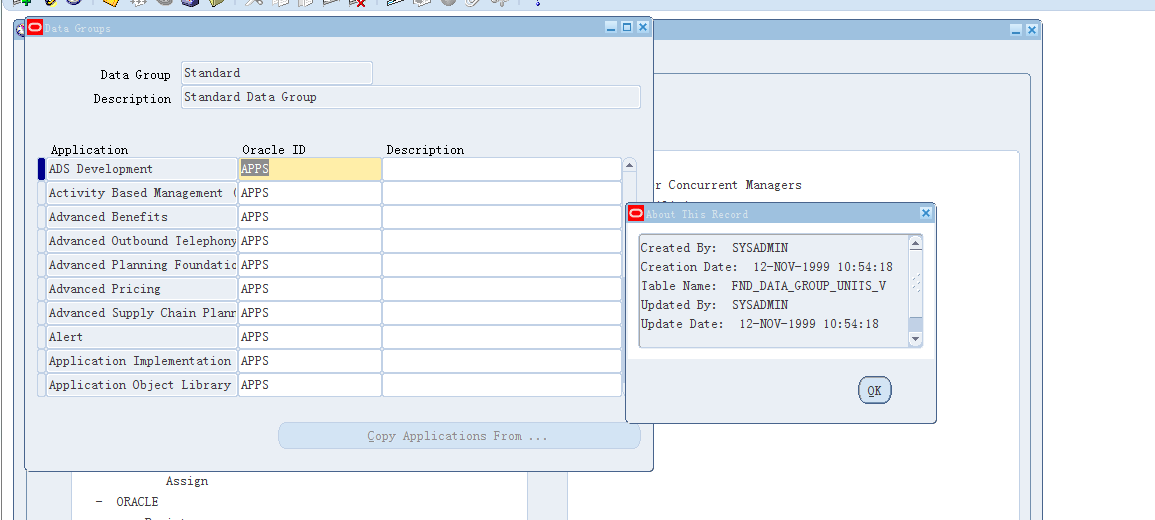 Data Groups
Data Group Standard
Description Standard Data Group
Application Oracle ID Description
ADS Development APPS
Activity Based Management ( APPS
Advanced Benefits APPS
Advanced Outbound Telephony APPS
Advanced Planning Foundatio APPS
Advanced Pricing APPS
Advanced Supply Chain Plann APPS
Alert APPS
Application Implementation APPS
Application Object Library APPS
Copy Applications From ...
r Concurrent Managers
About This Record
Created By: SYSADMIN
Creation Date: 12-NOV-1999 10:54:18
Table Name: FND_DATA_GROUP_UNITS_V
Updated By: SYSADMIN
Update Date: 12-NOV-1999 10:54:18
OK
Assign
- ORACLE